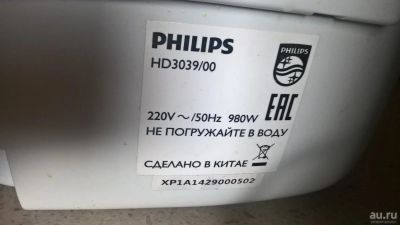 PHILIPS
HD3039/00
PHILIPS
220V ~ /50Hz 980W
EAC
НЕ ПОГРУЖАЙТЕ В ВОДУ
СДЕЛАНО В КИТАЕ
XP1A1429000502
au.ru